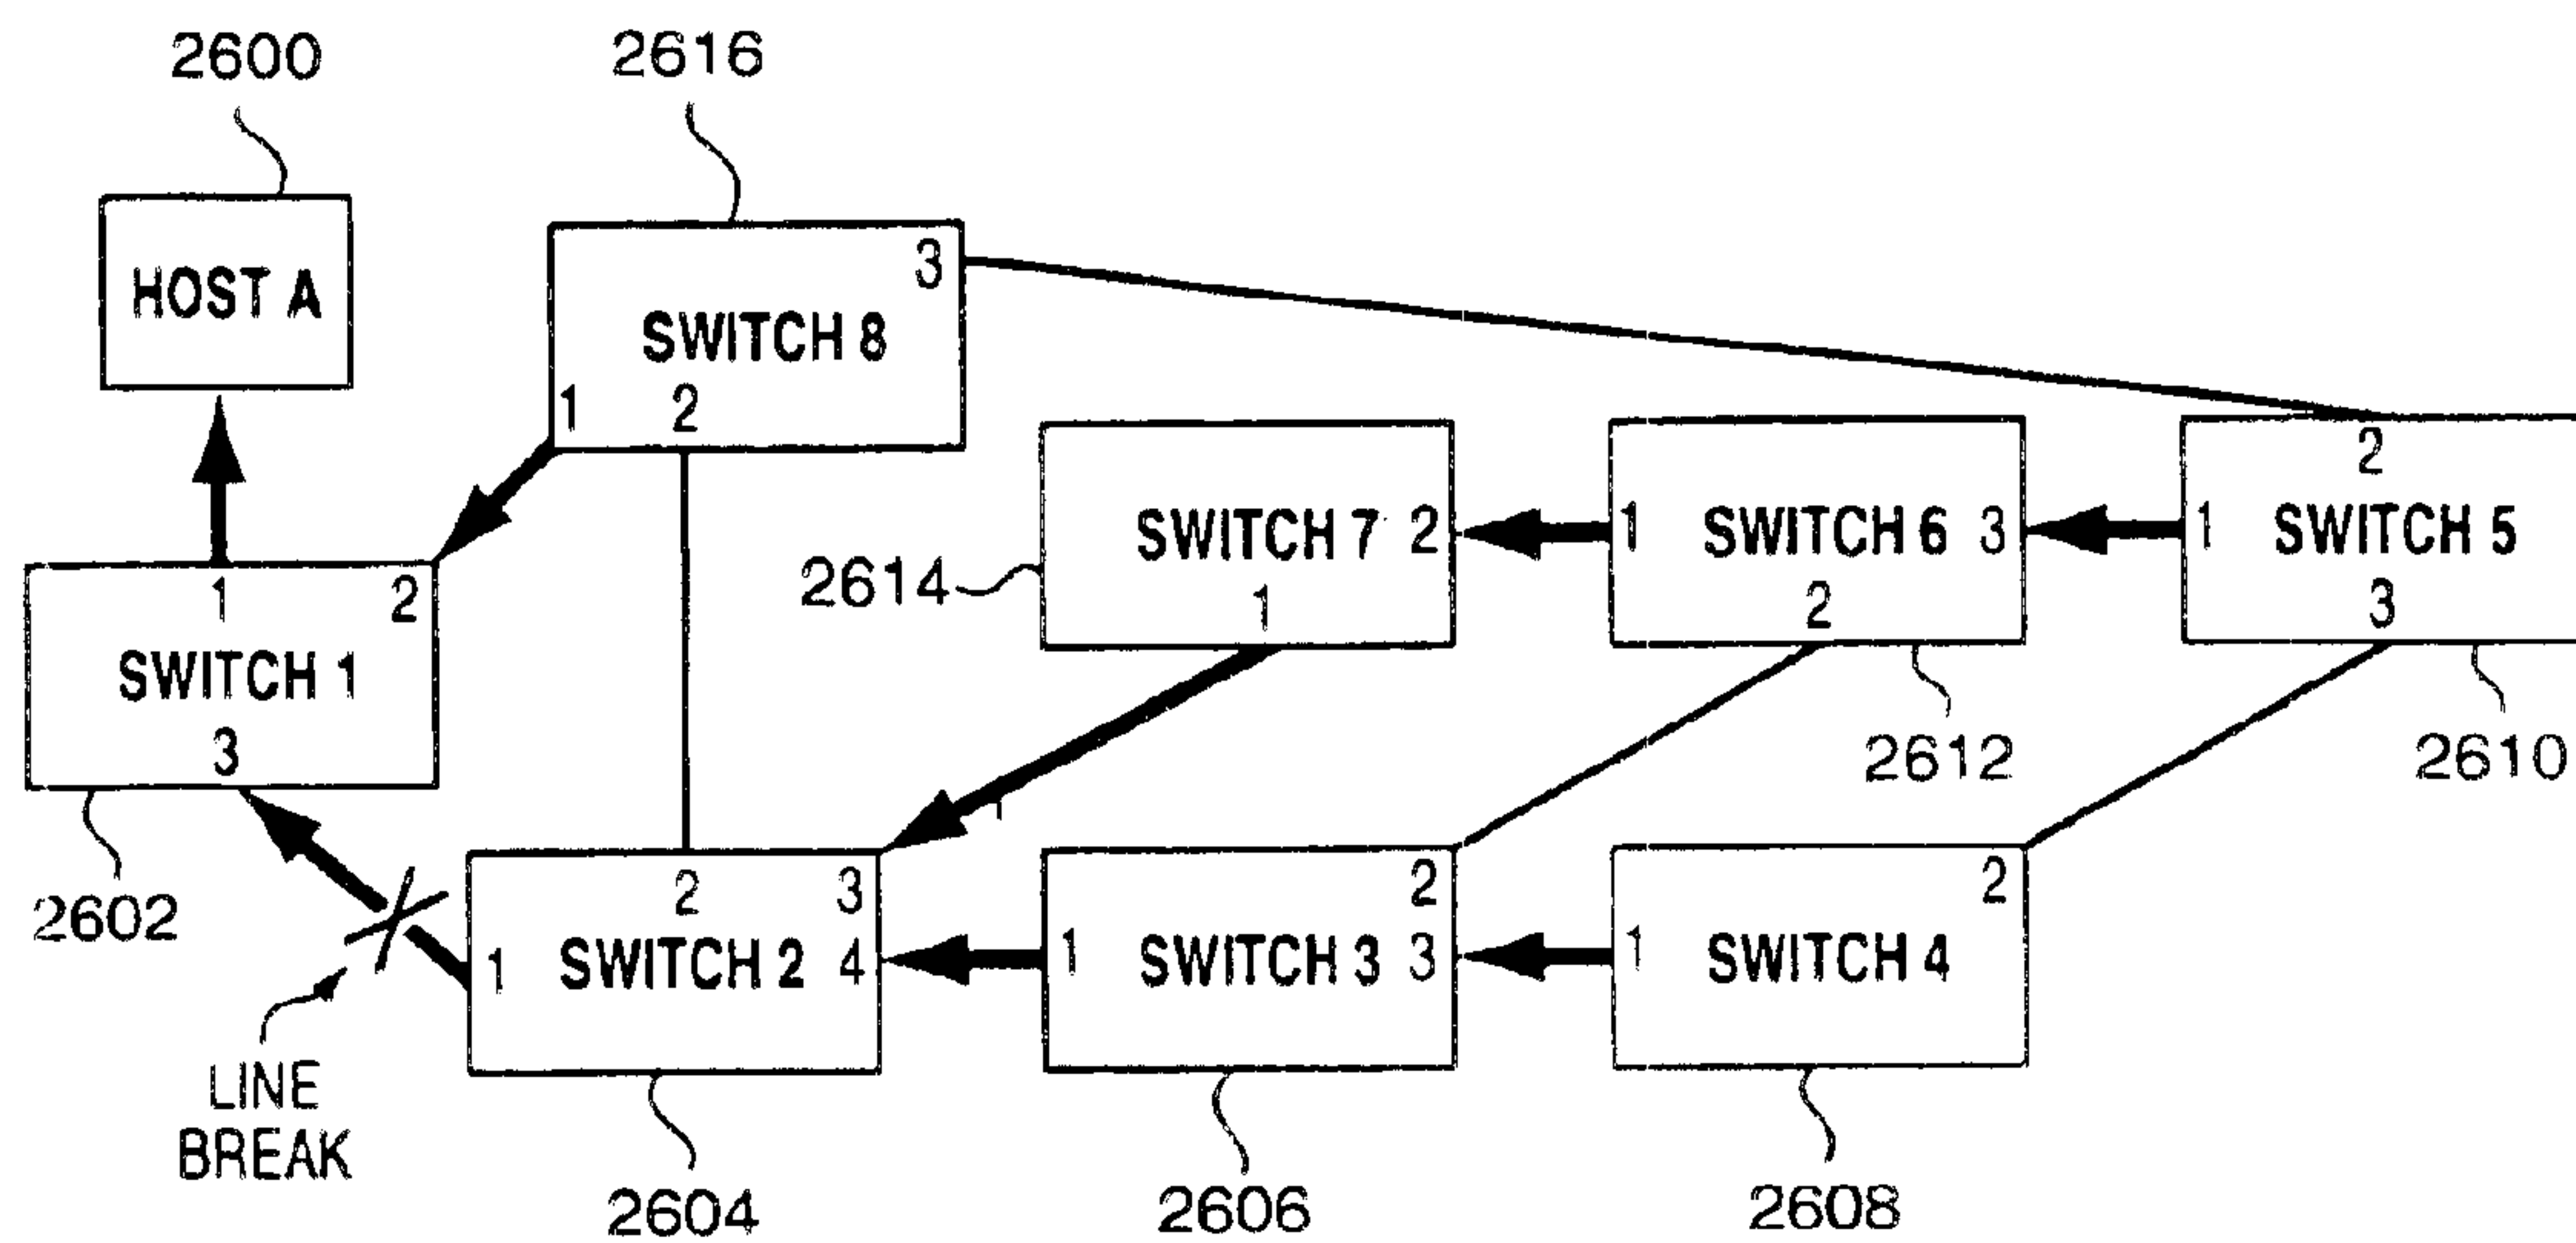 2600
2616
HOST A
3
SWITCH 8
1 2
2
1 SWITCH 5
3
SWITCH 7 2
1
1 SWITCH 6 3
2
2614
1 2
SWITCH 1
3
2612
2610
2602
2 3
1 SWITCH 2 4
2
1 SWITCH 3 3
2
1 SWITCH 4
LINE
BREAK
2604
2606
2608